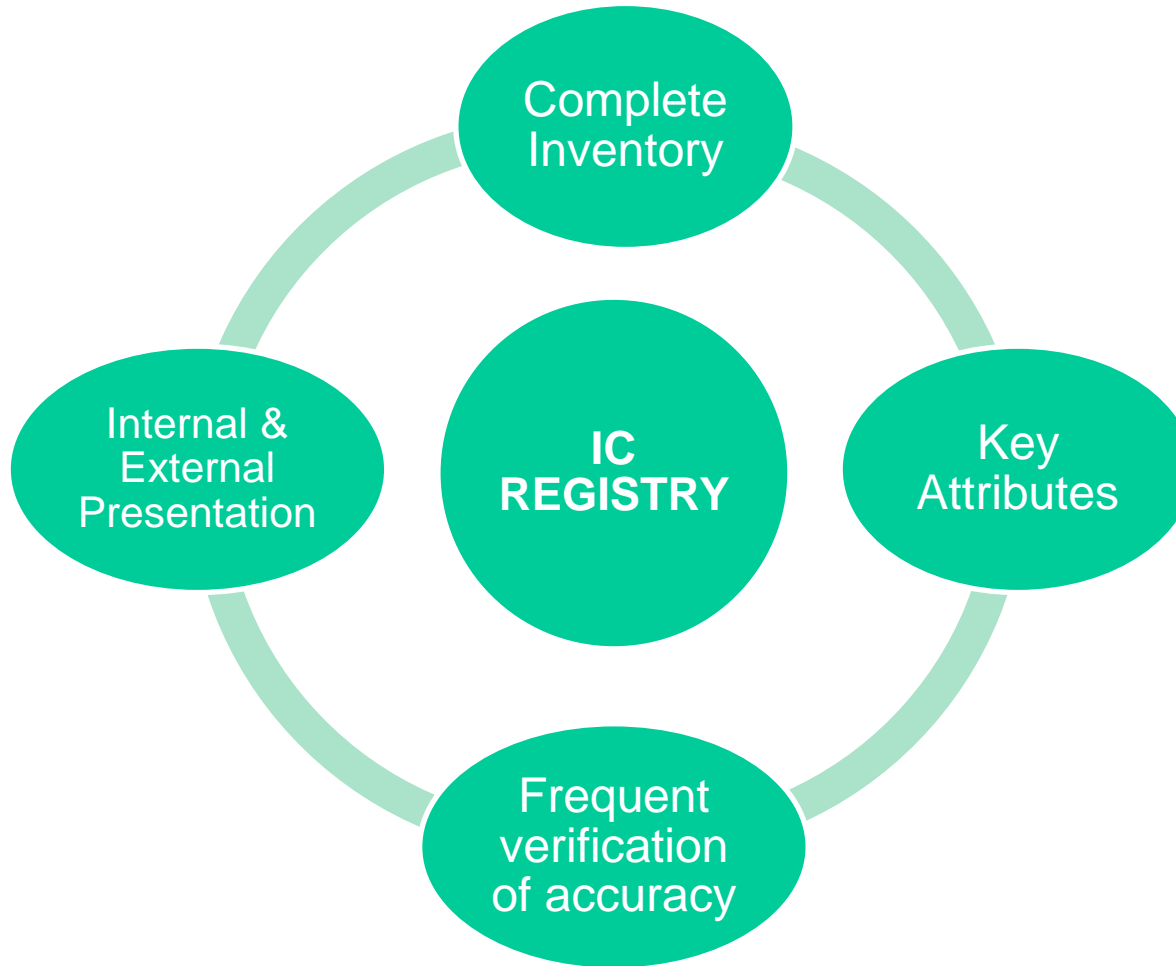 Complete
Inventory
Internal &
External
Presentation
IC
REGISTRY
Key
Attributes
Frequent
verification
of accuracy